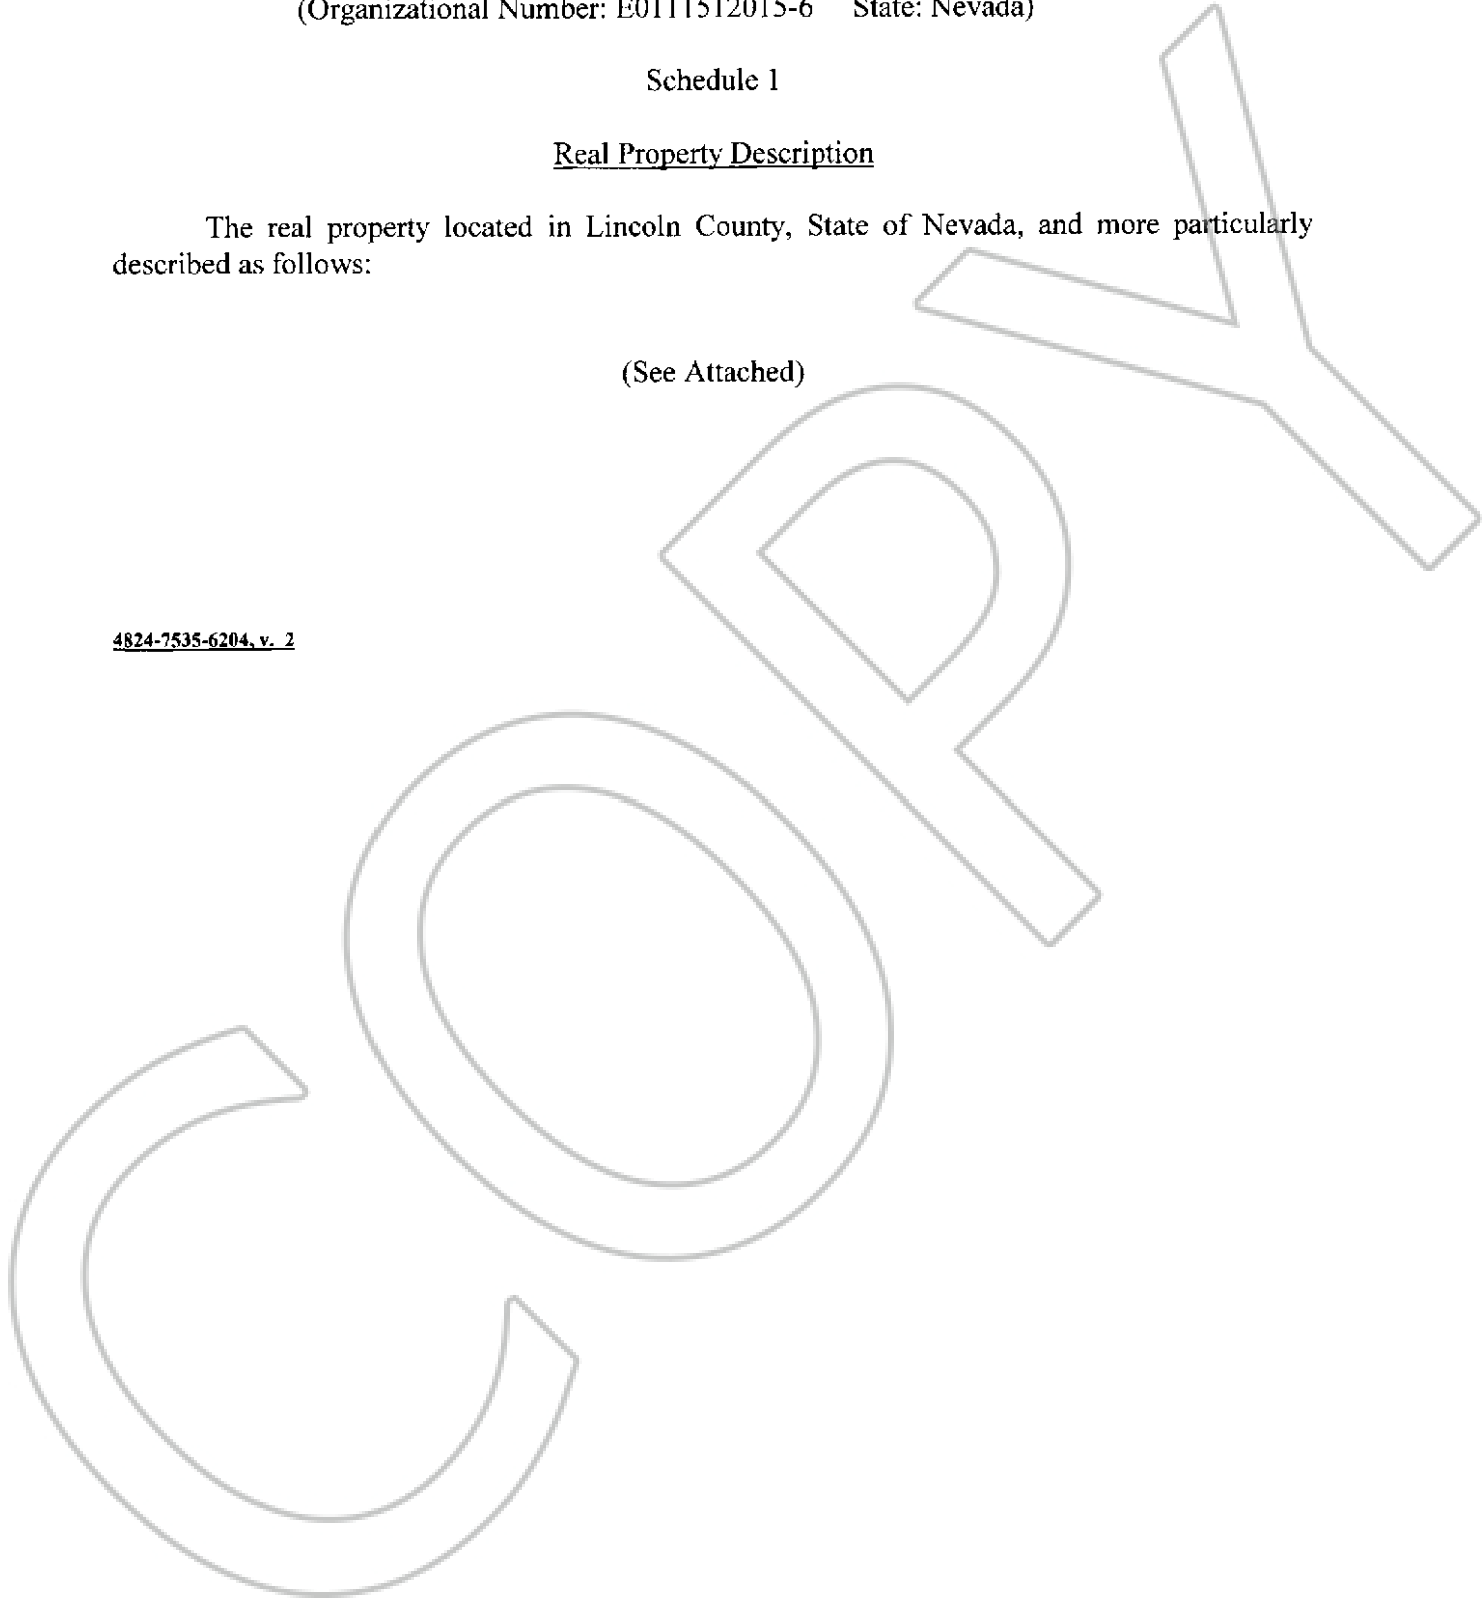 (Organizational Number: E0111512015-6 State: Nevada)
Schedule 1
Real Property Description
The real property located in Lincoln County, State of Nevada, and more particularly
described as follows:
(See Attached)
4824-7535-6204, v. 2
COPY